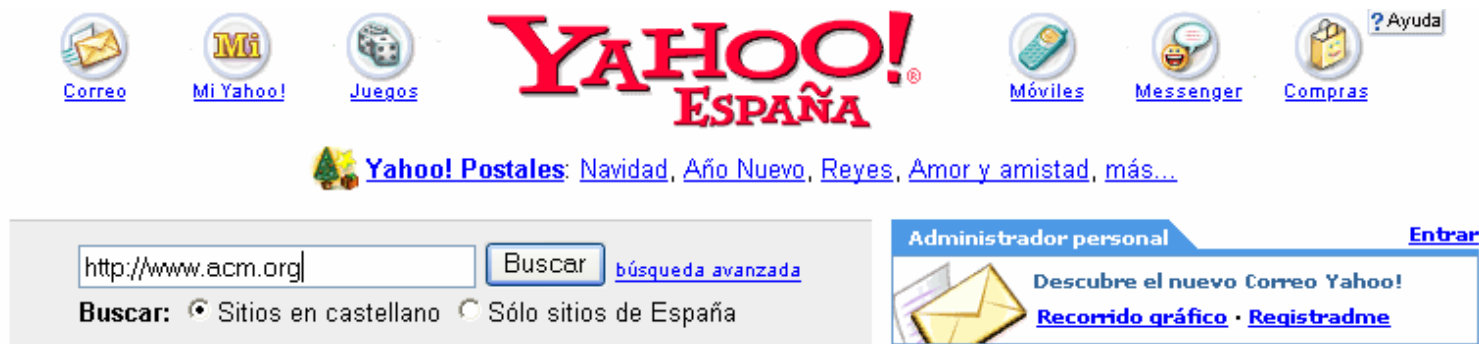 YAHOO!®
ESPAÑA
? Ayuda
Correo
Mi
Mi Yahoo!
Juegos
Móviles
Messenger
Compras
Yahoo! Postales: Navidad, Año Nuevo, Reyes, Amor y amistad, más...
http://www.acm.org Buscar búsqueda avanzada
Buscar: Sitios en castellano Sólo sitios de España
Administrador personal Entrar
Descubre el nuevo Correo Yahoo!
Recorrido gráfico · Registradme